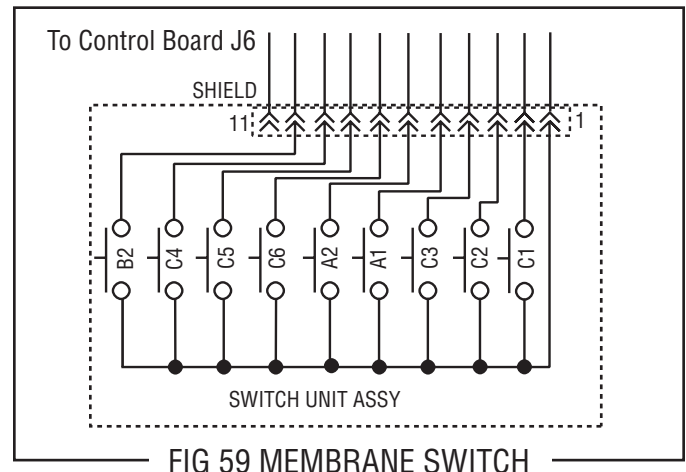 To Control Board J6
SHIELD
11 1
B2 C4 C5 C6 A2 A1 C3 C2 C1
SWITCH UNIT ASSY
FIG 59 MEMBRANE SWITCH